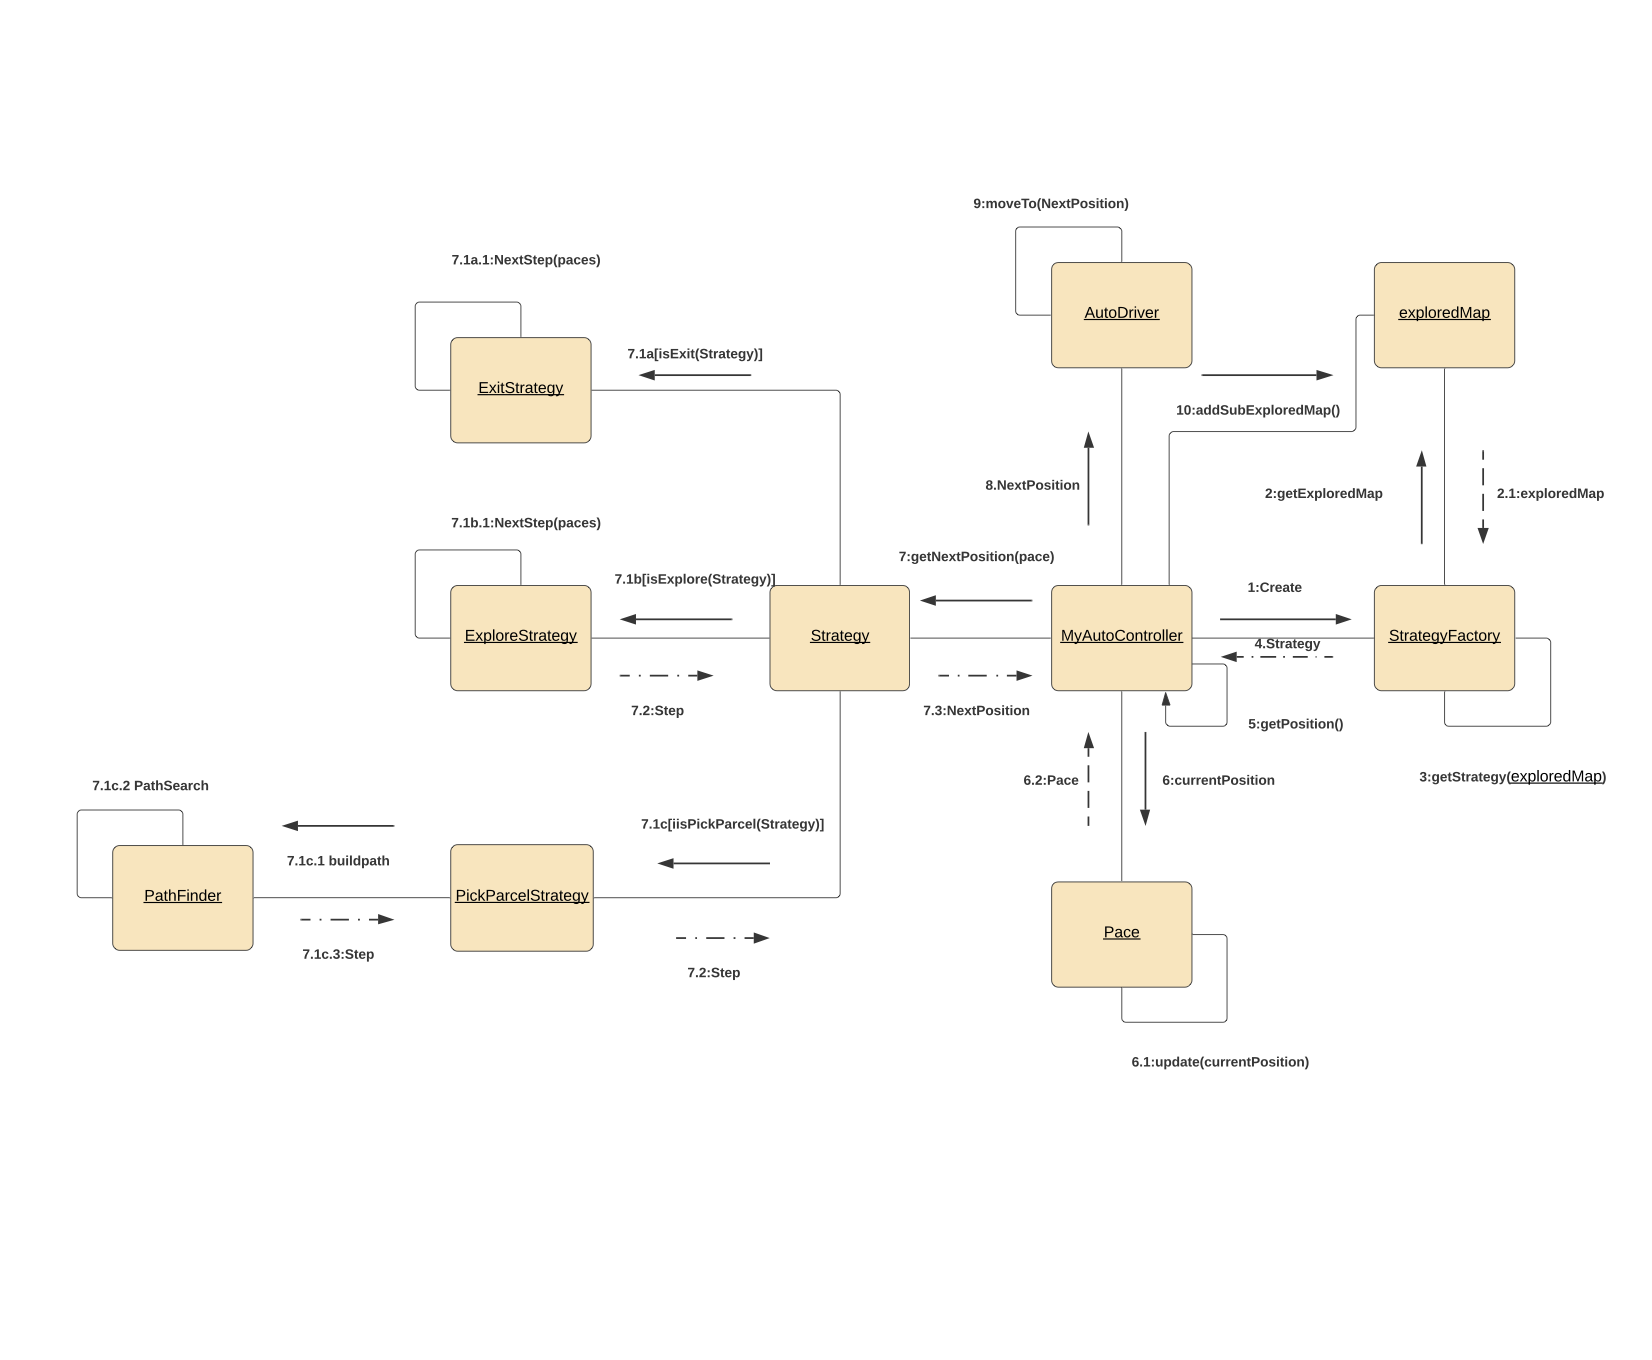 9:moveTo(NextPosition)
7.1a.1:NextStep(paces)
AutoDriver
exploredMap
7.1a[isExit(Strategy)]
ExitStrategy
10:addSubExploredMap()
8.NextPosition
2:getExploredMap
2.1:exploredMap
7.1b.1:NextStep(paces)
7:getNextPosition(pace)
7.1b[isExplore(Strategy)]
1:Create
ExploreStrategy
Strategy
MyAutoController
StrategyFactory
4.Strategy
7.2:Step
7.3:NextPosition
5:getPosition()
3:getStrategy(exploredMap)
6.2:Pace
6:currentPosition
7.1c.2 PathSearch
7.1c[iisPickParcel(Strategy)]
7.1c.1 buildpath
PathFinder
PickParcelStrategy
Pace
7.1c.3:Step
7.2:Step
6.1:update(currentPosition)